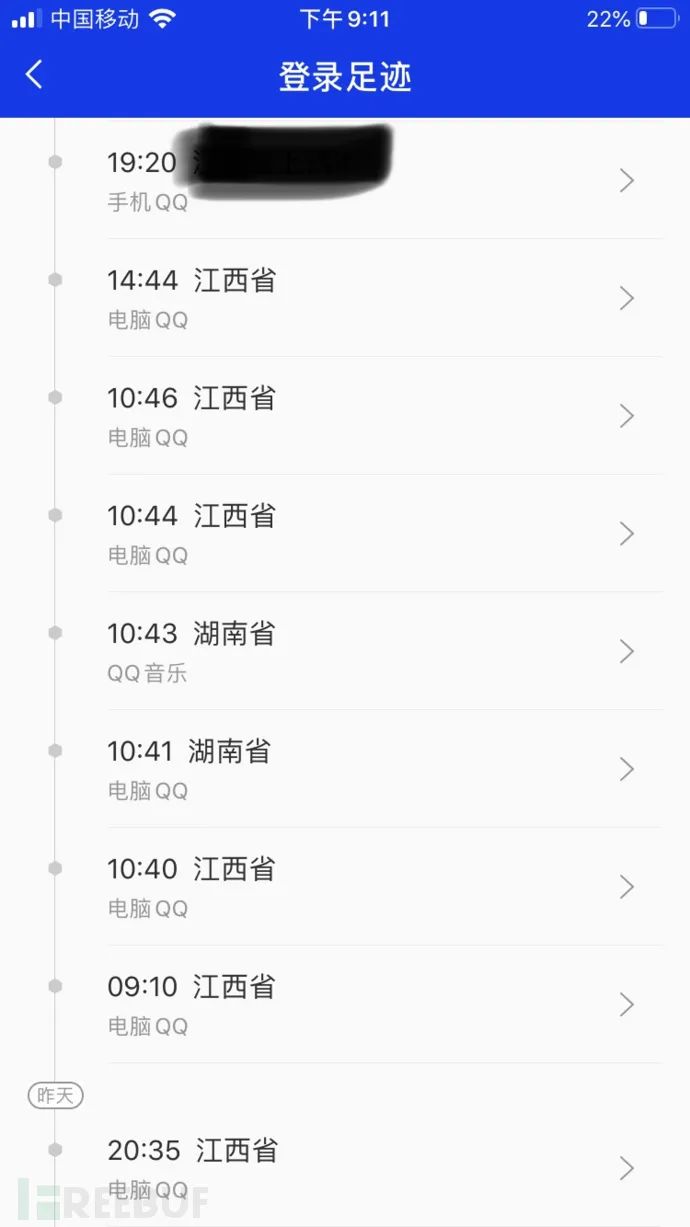 中国移动 下午9:11 22%
登录足迹
19:20
手机QQ
14:44 江西省
电脑QQ
10:46 江西省
电脑QQ
10:44 江西省
电脑QQ
10:43 湖南省
QQ音乐
10:41 湖南省
电脑QQ
10:40 江西省
电脑QQ
09:10 江西省
电脑QQ
昨天
20:35 江西省
电脑QQ
FREEBUF